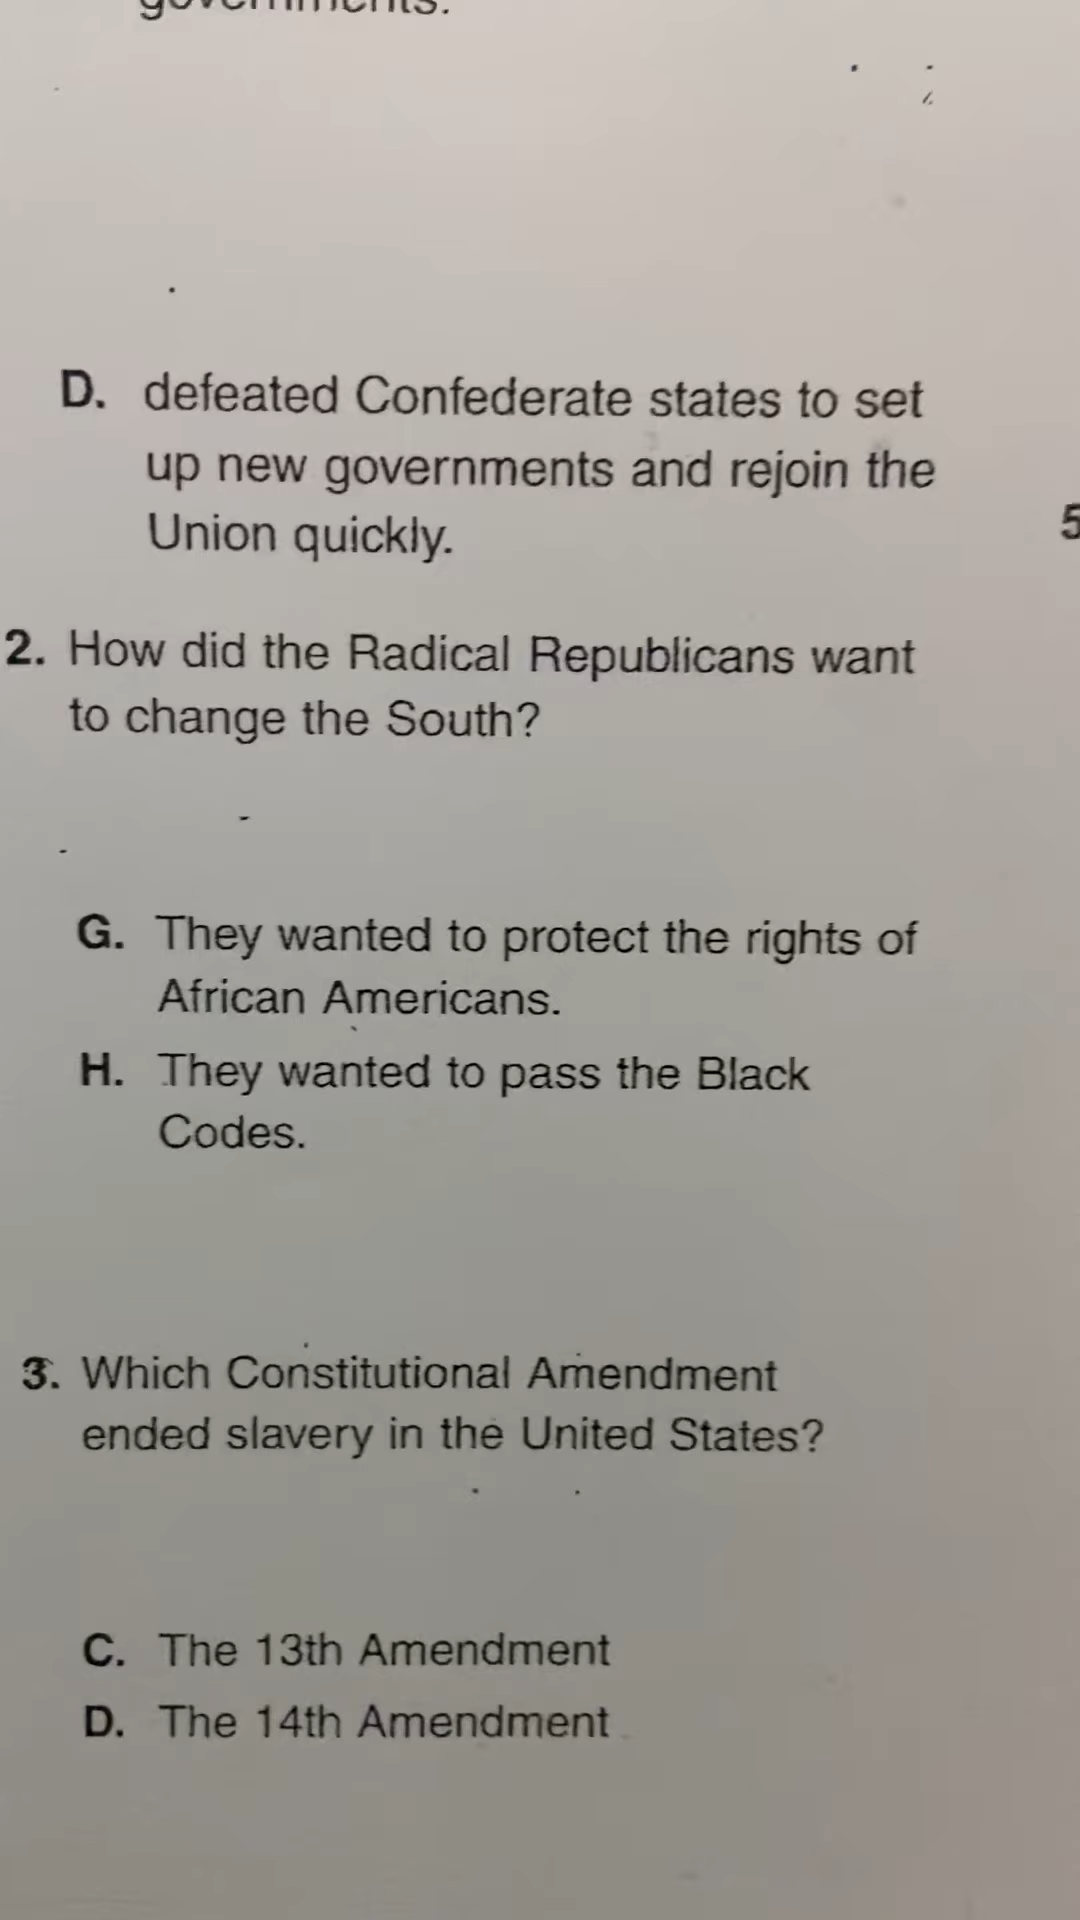 governments.
D. defeated Confederate states to set
up new governments and rejoin the
Union quickly.
5
2. How did the Radical Republicans want
to change the South?
G. They wanted to protect the rights of
African Americans.
H. They wanted to pass the Black
Codes.
3. Which Constitutional Amendment
ended slavery in the United States?
C. The 13th Amendment
D. The 14th Amendment